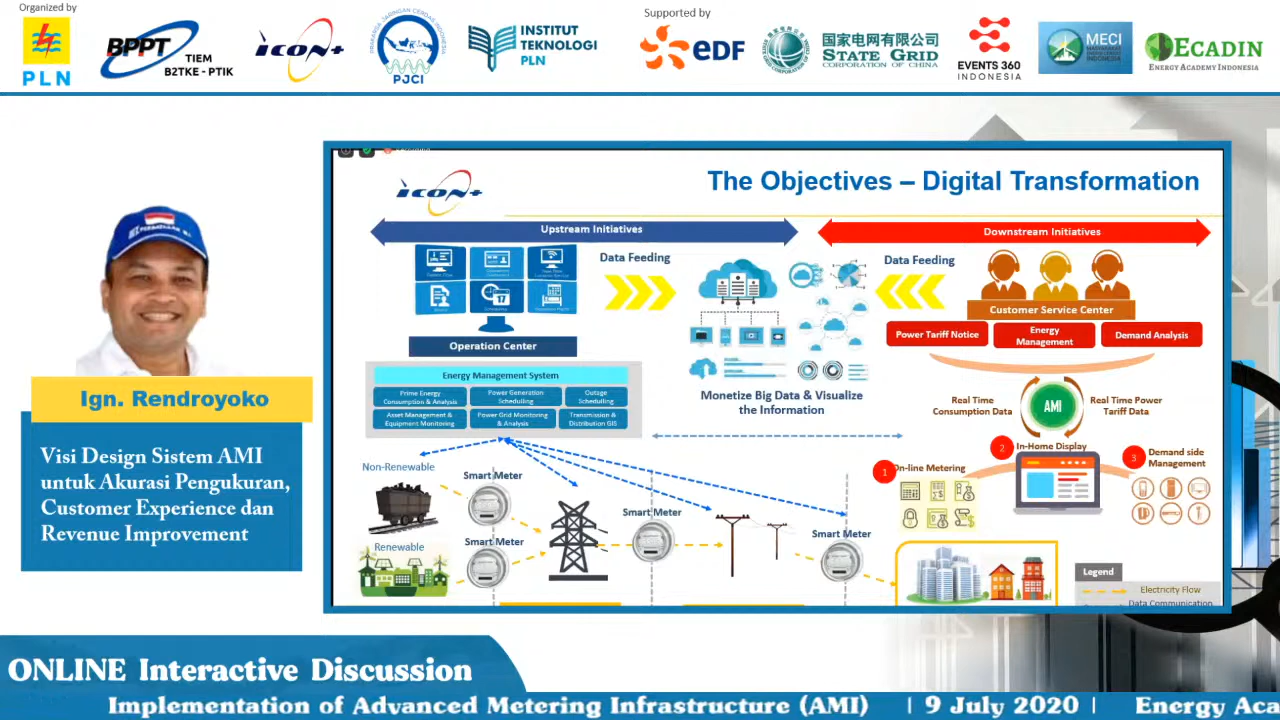 Organized by
PLN
BPPT
TIEM
B2TKE - PTIK
icon+
PRAKARSA JARINGAN CERDAS INDONESIA
PJCI
INSTITUT
TEKNOLOGI
PLN
Supported by
eDF
国家电网有限公司
STATE GRID
CORPORATION OF CHINA
EVENTS 360
INDONESIA
MECI
ECADIN
ENERGY ACADEMY INDONESIA
icon+
The Objectives – Digital Transformation
Upstream Initiatives
Downstream Initiatives
Data Feeding
Data Feeding
Operation Center
Customer Service Center
Power Tariff Notice
Energy
Management
Demand Analysis
Energy Management System
Prime Energy
Consumption & Analysis
Power Generation
Scheduling
Outage
Scheduling
Asset Management &
Equipment Monitoring
Power Grid Monitoring
& Analysis
Transmission &
Distribution GIS
Monetize Big Data & Visualize
the Information
Real Time
Consumption Data
AMI
Real Time Power
Tariff Data
1
On-line Metering
2
In-Home Display
3
Demand side
Management
Non-Renewable
Smart Meter
Renewable
Smart Meter
Smart Meter
Smart Meter
Legend
Electricity Flow
Data Communication
Ign. Rendroyoko
Visi Design Sistem AMI
untuk Akurasi Pengukuran,
Customer Experience dan
Revenue Improvement
ONLINE Interactive Discussion
Implementation of Advanced Metering Infrastructure (AMI) | 9 July 2020 | Energy Aca